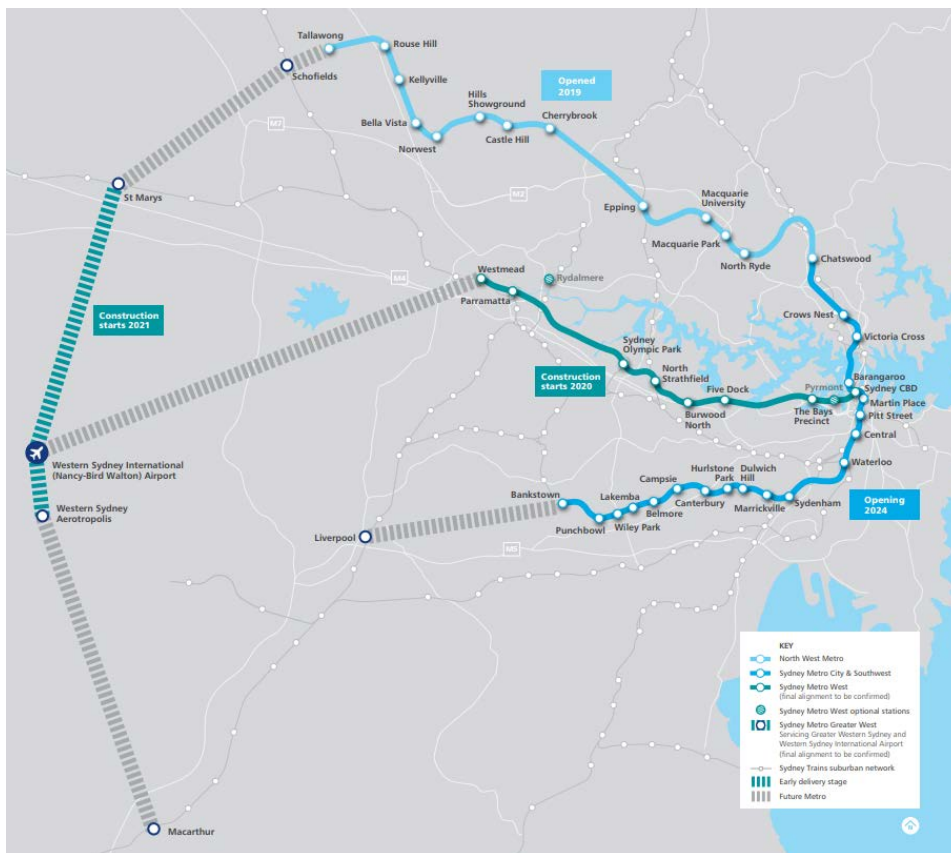 Tallawong
Rouse Hill
Schofields
Kellyville
Opened
2019
Hills
Showground
Cherrybrook
M2
Bella Vista
Castle Hill
Norwest
M2
St Marys
Macquarie
University
Epping
Macquarie Park
North Ryde
Chatswood
Westmead
Rydalmere
M4
Parramatta
Construction
starts 2021
Crows Nest
Victoria Cross
Sydney
Olympic Park
North
Strathfield
Construction
starts 2020
Five Dock
Pyrmont
Barangaroo
Sydney CBD
Martin Place
Burwood
North
The Bays
Precinct
Pitt Street
Central
Western Sydney International
(Nancy-Bird Walton) Airport
Waterloo
Hurlstone
Park
Dulwich
Hill
Campsie
Bankstown
Lakemba
Canterbury
Sydenham
Marrickville
Belmore
Wiley Park
Punchbowl
Opening
2024
Western Sydney
Aerotropolis
Liverpool
M5
KEY
North West Metro
Sydney Metro City & Southwest
Sydney Metro West
(final alignment to be confirmed)
Sydney Metro West optional stations
Sydney Metro Greater West
Servicing Greater Western Sydney and
Western Sydney International Airport
(final alignment to be confirmed)
Sydney Trains suburban network
Early delivery stage
Future Metro
Macarthur